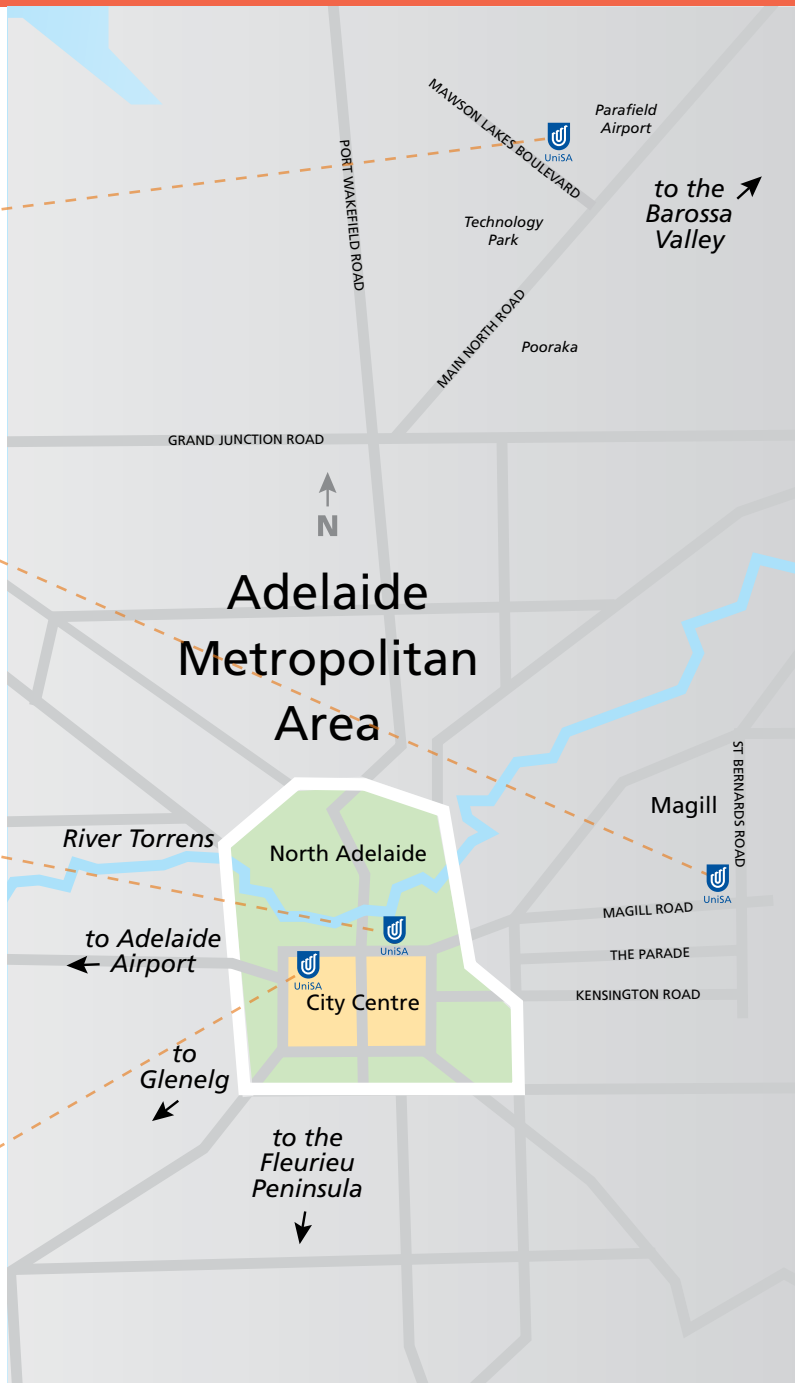 MAWSON LAKES BOULEVARD
Parafield
Airport
UniSA
PORT WAKEFIELD ROAD
to the
Barossa
Valley
Technology
Park
MAIN NORTH ROAD
Pooraka
GRAND JUNCTION ROAD
N
Adelaide
Metropolitan
Area
ST BERNARDS ROAD
Magill
River Torrens
North Adelaide
UniSA
MAGILL ROAD
to Adelaide
Airport
UniSA
THE PARADE
UniSA
City Centre
KENSINGTON ROAD
to
Glenelg
to the
Fleurieu
Peninsula